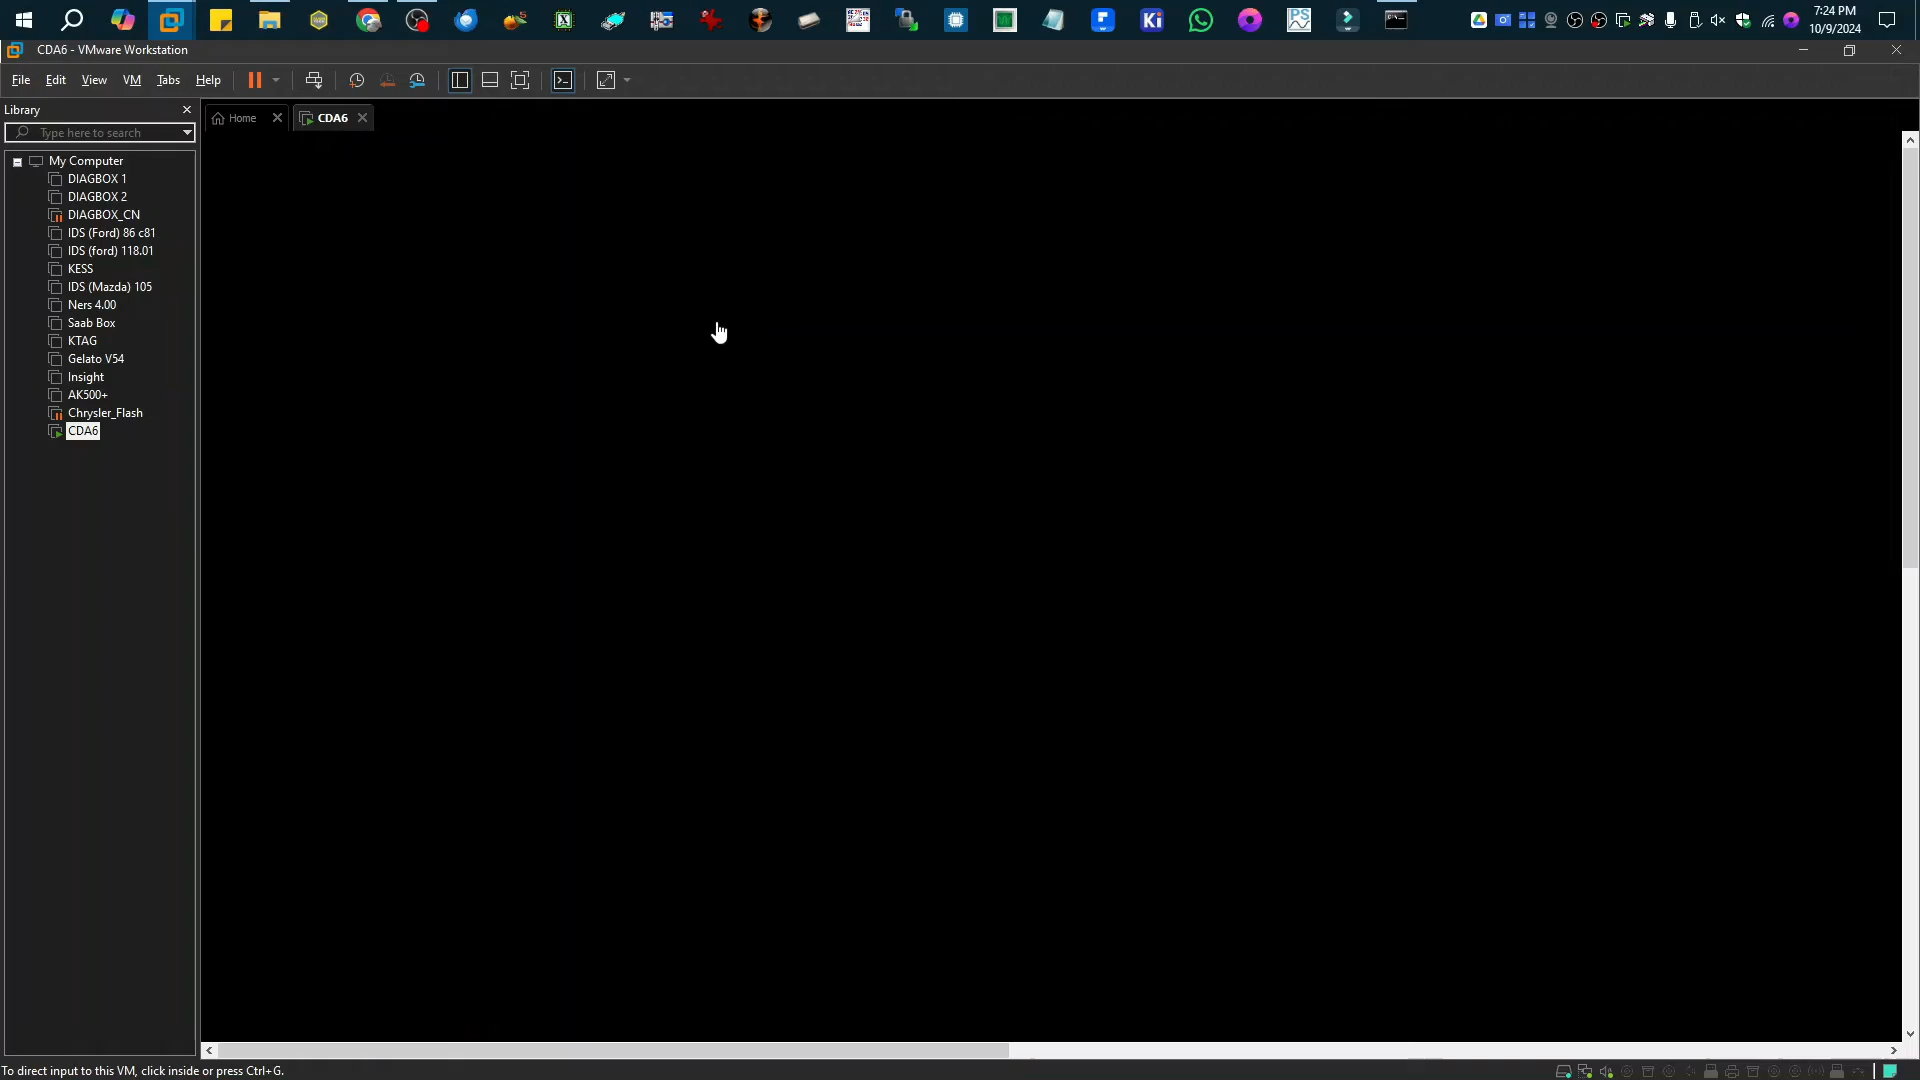 7:24 PM
10/9/2024
CDA6 - VMware Workstation
File Edit View VM Tabs Help
Library
Type here to search
Home
CDA6
My Computer
DIAGBOX 1
DIAGBOX 2
DIAGBOX_CN
IDS (Ford) 86 c81
IDS (ford) 118.01
KESS
IDS (Mazda) 105
Ners 4.00
Saab Box
KTAG
Gelato V54
Insight
AK500+
Chrysler_Flash
CDA6
To direct input to this VM, click inside or press Ctrl+G.